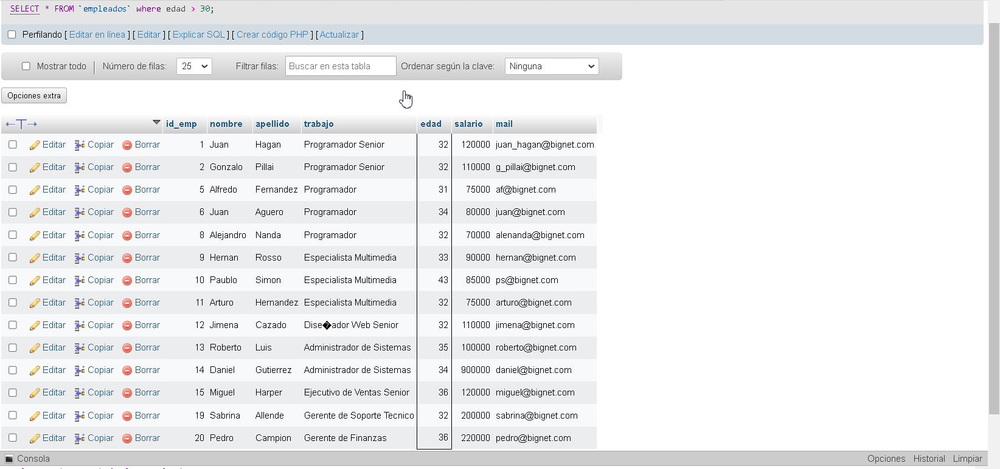 SELECT * FROM `empleados` where edad > 30;
Perfilando [ Editar en línea ] [ Editar ] [ Explicar SQL ] [ Crear código PHP ] [ Actualizar ]
Mostrar todo Número de filas: 25 Filtrar filas: Buscar en esta tabla Ordenar según la clave: Ninguna
Opciones extra
←T→ id_emp nombre apellido trabajo edad salario mail
Editar Copiar Borrar 1 Juan Hagan Programador Senior 32 120000 juan_hagan@bignet.com
Editar Copiar Borrar 2 Gonzalo Pillai Programador Senior 32 110000 g_pillai@bignet.com
Editar Copiar Borrar 5 Alfredo Fernandez Programador 31 75000 af@bignet.com
Editar Copiar Borrar 6 Juan Aguero Programador 34 80000 juan@bignet.com
Editar Copiar Borrar 8 Alejandro Nanda Programador 32 70000 alenanda@bignet.com
Editar Copiar Borrar 9 Hernan Rosso Especialista Multimedia 33 90000 hernan@bignet.com
Editar Copiar Borrar 10 Paublo Simon Especialista Multimedia 43 85000 ps@bignet.com
Editar Copiar Borrar 11 Arturo Hernandez Especialista Multimedia 32 75000 arturo@bignet.com
Editar Copiar Borrar 12 Jimena Cazado Dise�ador Web Senior 32 110000 jimena@bignet.com
Editar Copiar Borrar 13 Roberto Luis Administrador de Sistemas 35 100000 roberto@bignet.com
Editar Copiar Borrar 14 Daniel Gutierrez Administrador de Sistemas 34 900000 daniel@bignet.com
Editar Copiar Borrar 15 Miguel Harper Ejecutivo de Ventas Senior 36 120000 miguel@bignet.com
Editar Copiar Borrar 19 Sabrina Allende Gerente de Soporte Tecnico 32 200000 sabrina@bignet.com
Editar Copiar Borrar 20 Pedro Campion Gerente de Finanzas 36 220000 pedro@bignet.com
Consola Opciones Historial Limpiar